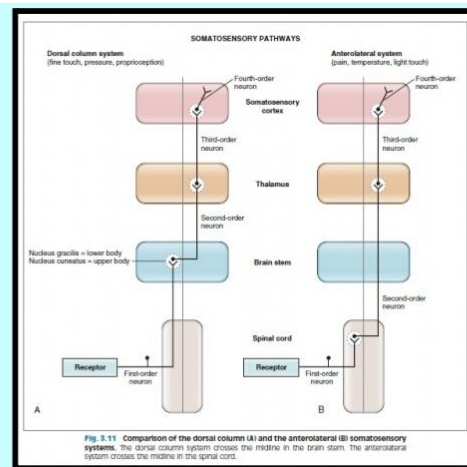 SOMATOSENSORY PATHWAYS
Dorsal column system
(fine touch, pressure, proprioception)
Anterolateral system
(pain, temperature, light touch)
Fourth-order
neuron
Fourth-order
neuron
Somatosensory
cortex
Third-order
neuron
Third-order
neuron
Thalamus
Second-order
neuron
Nucleus gracilis = lower body
Nucleus cuneatus = upper body
Brain stem
Second-order
neuron
Spinal cord
Receptor
Receptor
First-order
neuron
First-order
neuron
A
B
Fig. 3.11 Comparison of the dorsal column (A) and the anterolateral (B) somatosensory
systems. The dorsal column system crosses the midline in the brain stem. The anterolateral
system crosses the midline in the spinal cord.